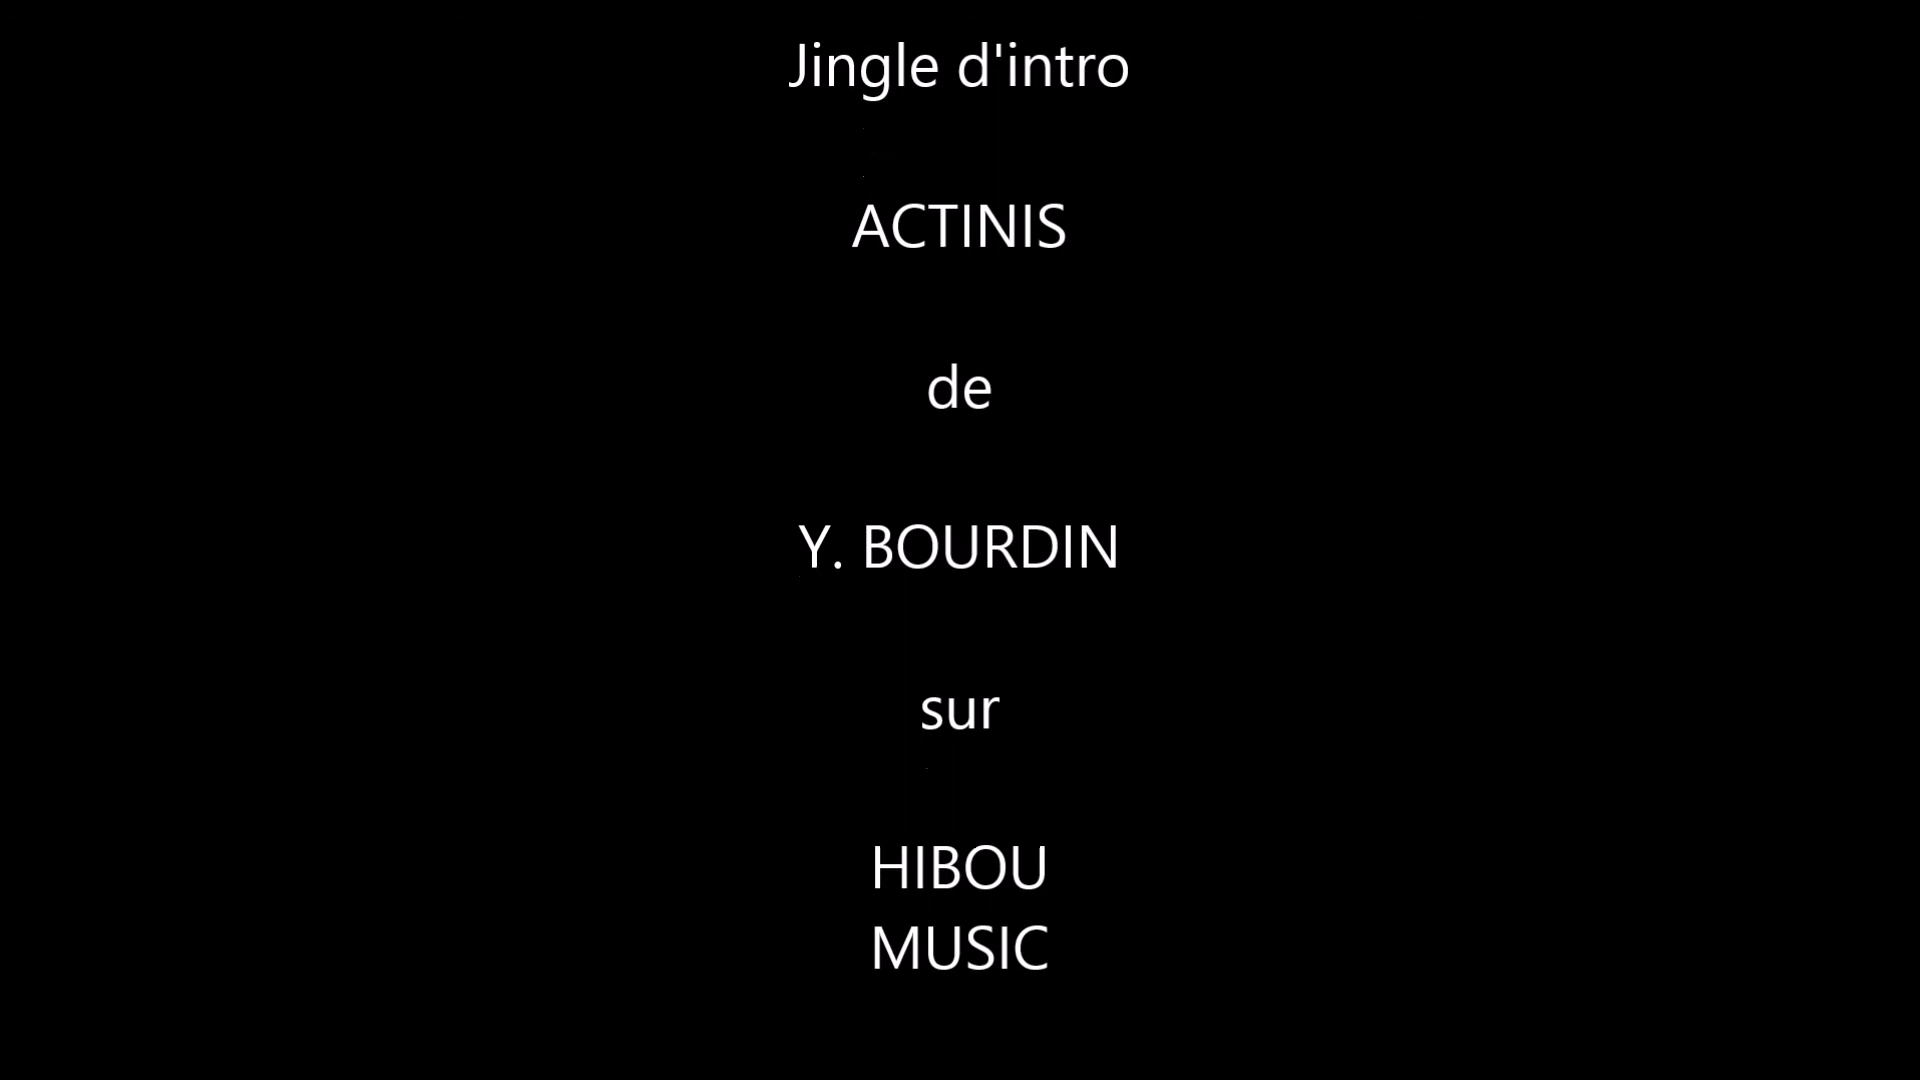 Jingle d'intro
ACTINIS
de
Y. BOURDIN
sur
HIBOU
MUSIC